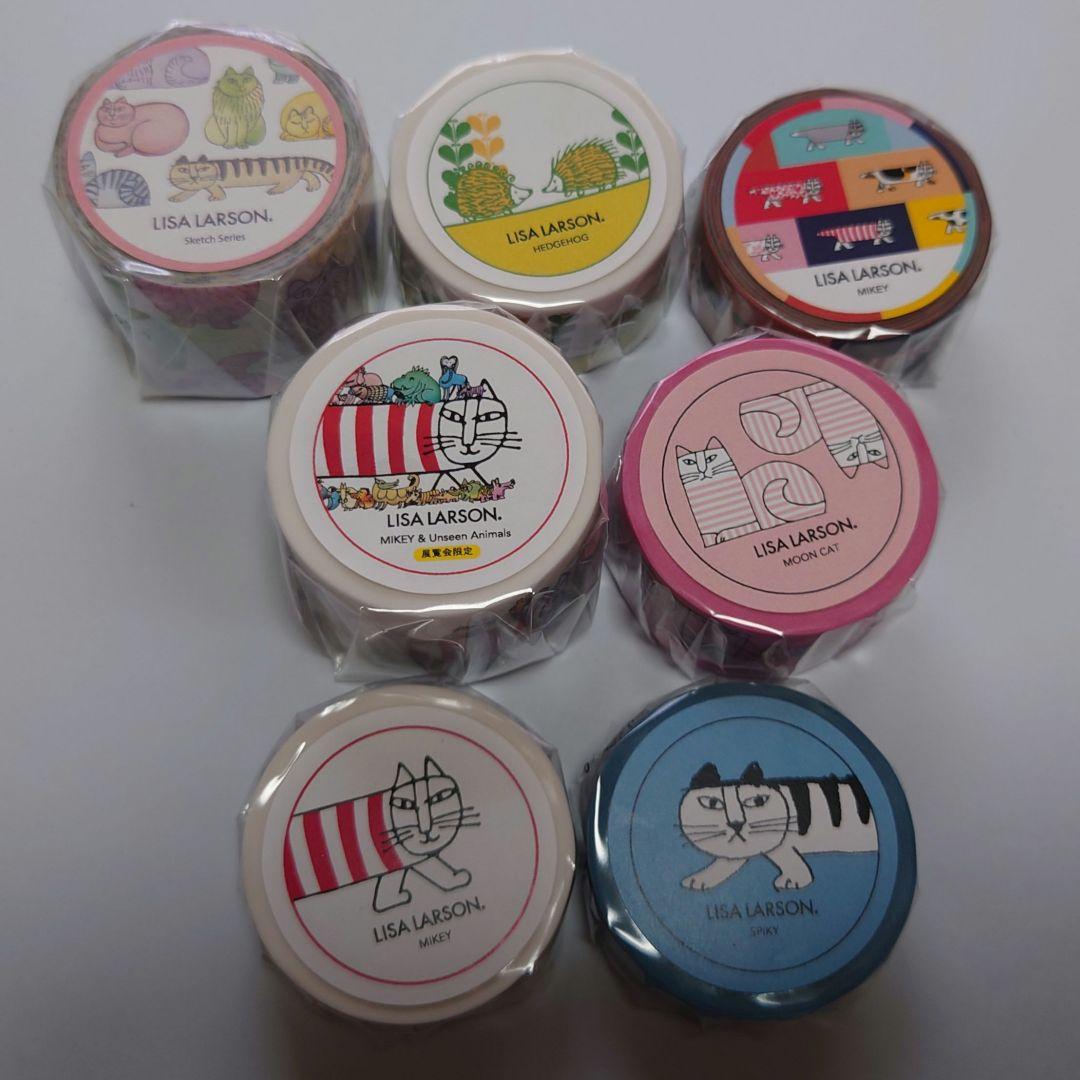 LISA LARSON.
Sketch Series
LISA LARSON.
HEDGEHOG
LISA LARSON.
MIKEY
LISA LARSON.
MIKEY & Unseen Animals
展覧会限定
LISA LARSON.
MOON CAT
LISA LARSON.
MIKEY
LISA LARSON.
SPIKY